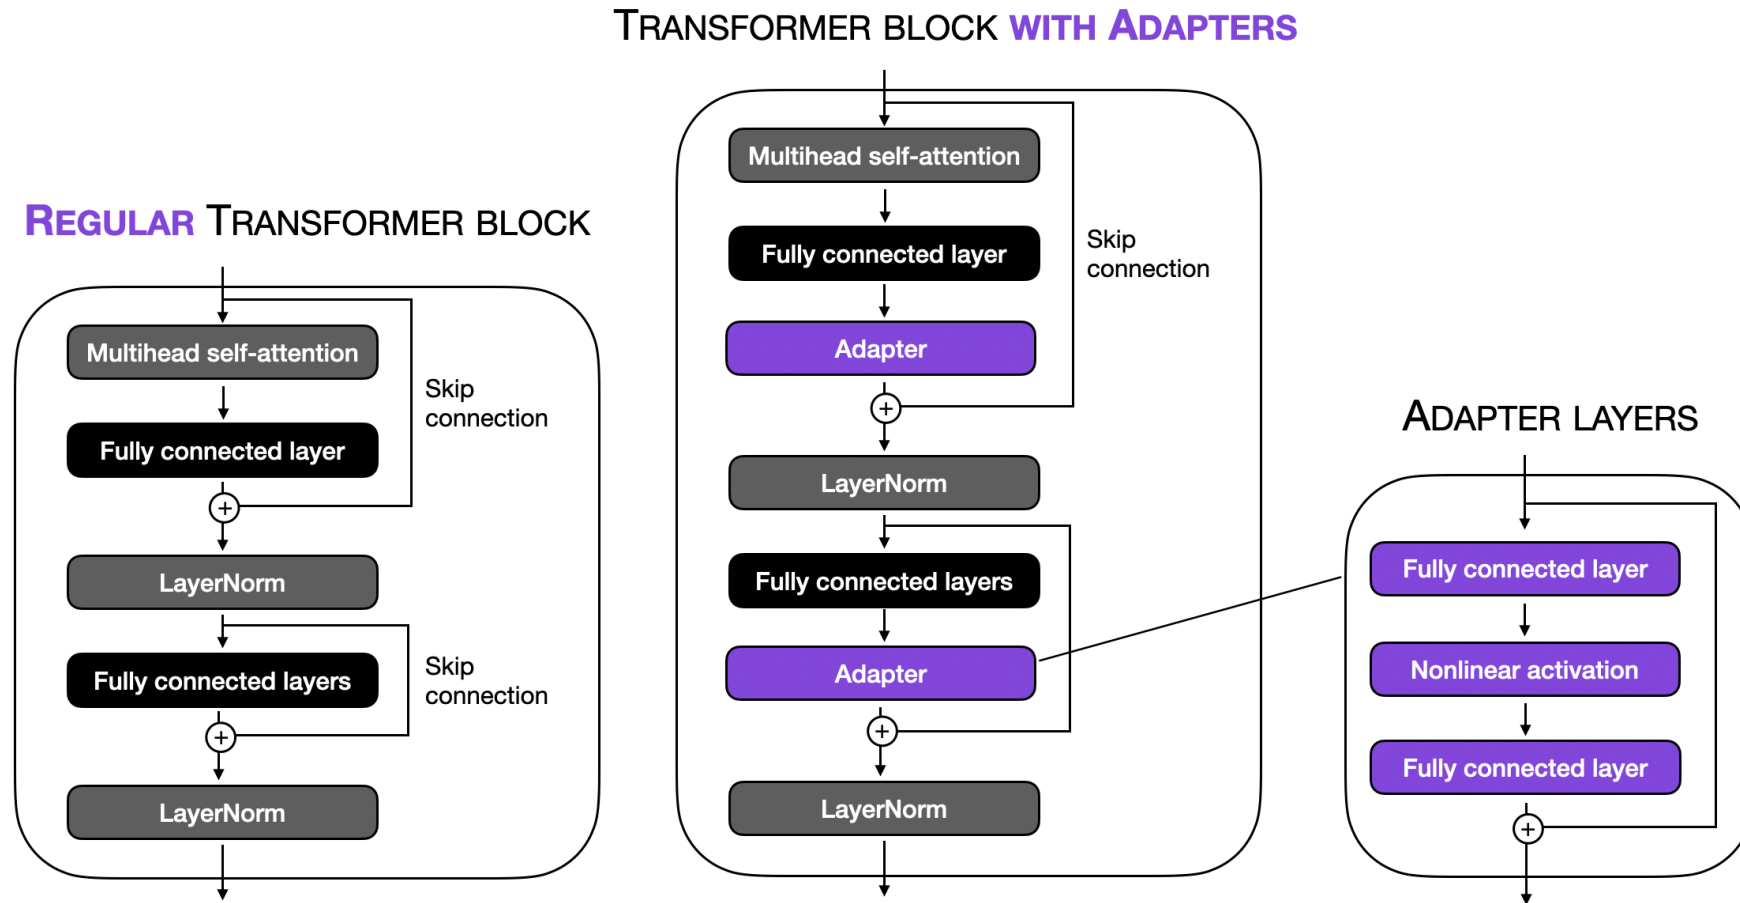 REGULAR TRANSFORMER BLOCK
Multihead self-attention
Fully connected layer
Skip
connection
+
LayerNorm
Fully connected layers
Skip
connection
+
LayerNorm
TRANSFORMER BLOCK WITH ADAPTERS
Multihead self-attention
Fully connected layer
Skip
connection
Adapter
+
LayerNorm
Fully connected layers
Adapter
+
LayerNorm
ADAPTER LAYERS
Fully connected layer
Nonlinear activation
Fully connected layer
+